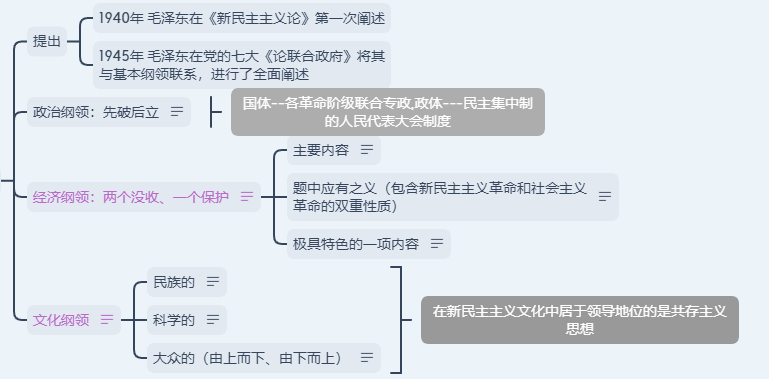 提出
1940年 毛泽东在《新民主主义论》第一次阐述
1945年 毛泽东在党的七大《论联合政府》将其
与基本纲领联系，进行了全面阐述
政治纲领：先破后立
国体--各革命阶级联合专政,政体---民主集中制
的人民代表大会制度
经济纲领：两个没收、一个保护
主要内容
题中应有之义（包含新民主主义革命和社会主义
革命的双重性质）
极具特色的一项内容
文化纲领
民族的
科学的
大众的（由上而下、由下而上）
在新民主主义文化中居于领导地位的是共存主义
思想